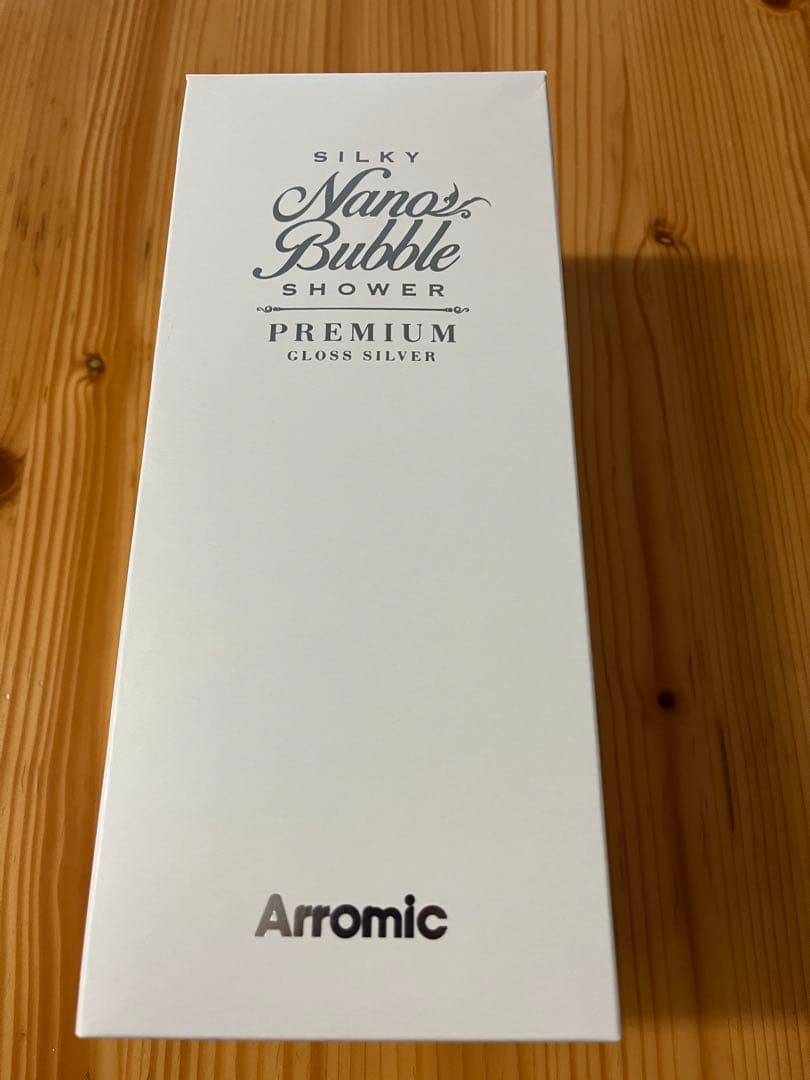 SILKY
Nano
Bubble
SHOWER
PREMIUM
GLOSS SILVER
Arromic